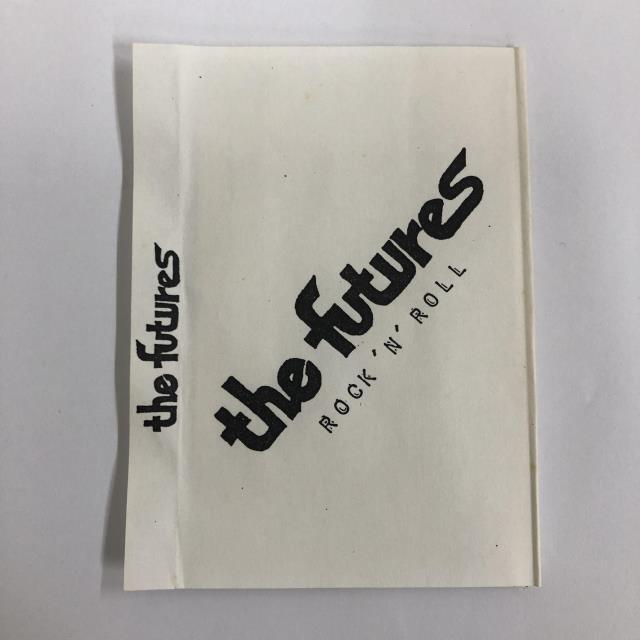 the futures
the futures
ROCK 'N' ROLL